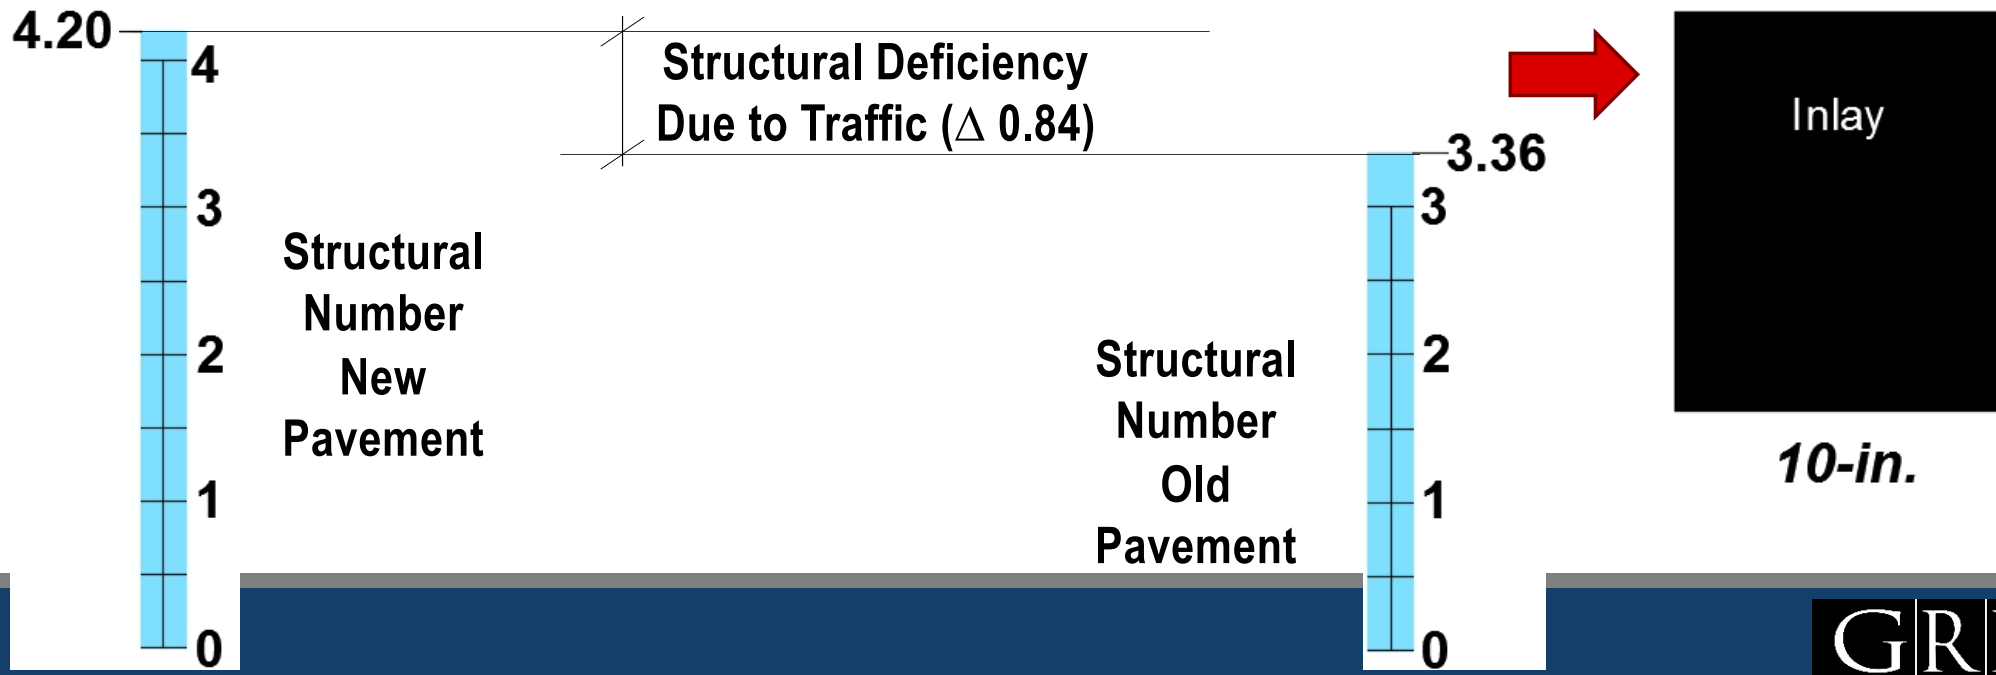 4.20
4
3
2
1
0
Structural
Number
New
Pavement
Structural Deficiency
Due to Traffic (Δ 0.84)
Structural
Number
Old
Pavement
3.36
3
2
1
0
Inlay
10-in.